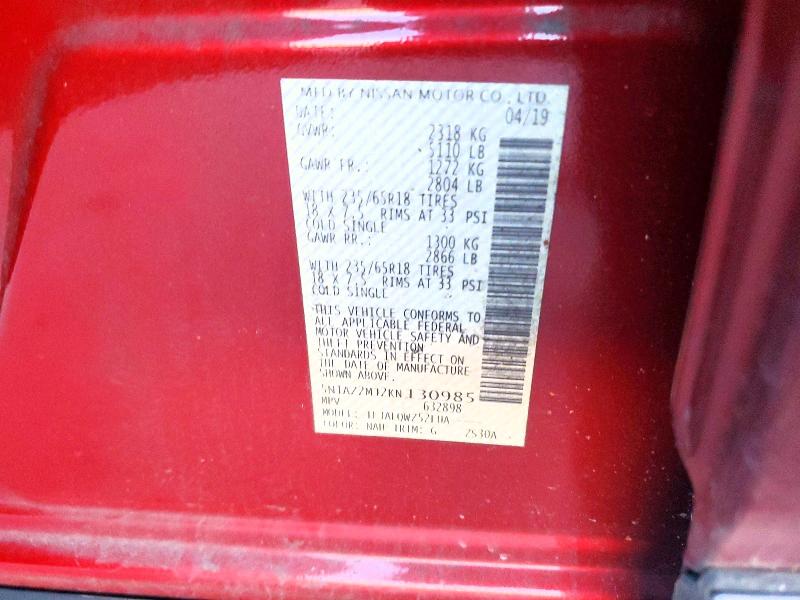 MFD BY NISSAN MOTOR CO., LTD.
DATE: 04/19
GVWR: 2318 KG
5110 LB
GAWR FR.: 1272 KG
2804 LB
WITH 235/65R18 TIRES
18 X 7.5 RIMS AT 33 PSI
COLD SINGLE
GAWR RR.: 1300 KG
2866 LB
WITH 235/65R18 TIRES
18 X 7.5 RIMS AT 33 PSI
COLD SINGLE
THIS VEHICLE CONFORMS TO
ALL APPLICABLE FEDERAL
MOTOR VEHICLE SAFETY AND
THEFT PREVENTION
STANDARDS IN EFFECT ON
THE DATE OF MANUFACTURE
SHOWN ABOVE.
MPV 632898
MODEL:
COLOR: NAH TRIM: G 2S30A